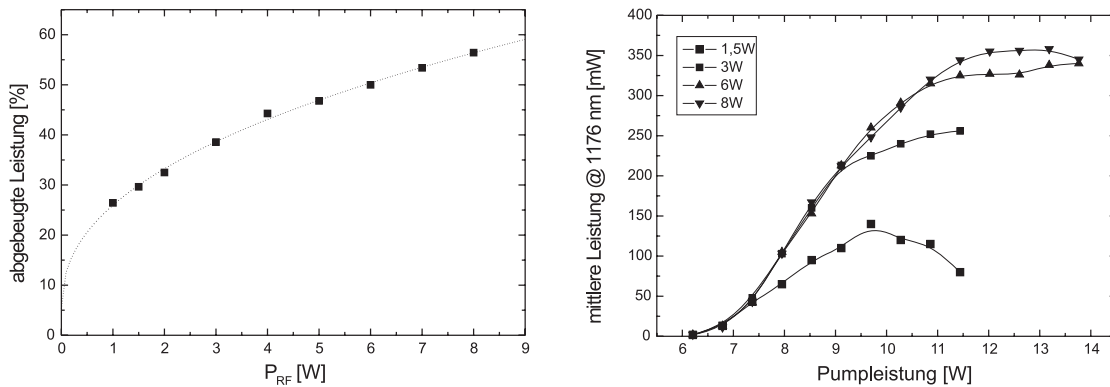 60
50
40
30
20
10
0
0 1 2 3 4 5 6 7 8 9
abgebeugte Leistung [%]
P_RF [W]
400
350
300
250
200
150
100
50
0
6 7 8 9 10 11 12 13 14
mittlere Leistung @1176 nm [mW]
Pumpleistung [W]
1,5W
3W
6W
8W